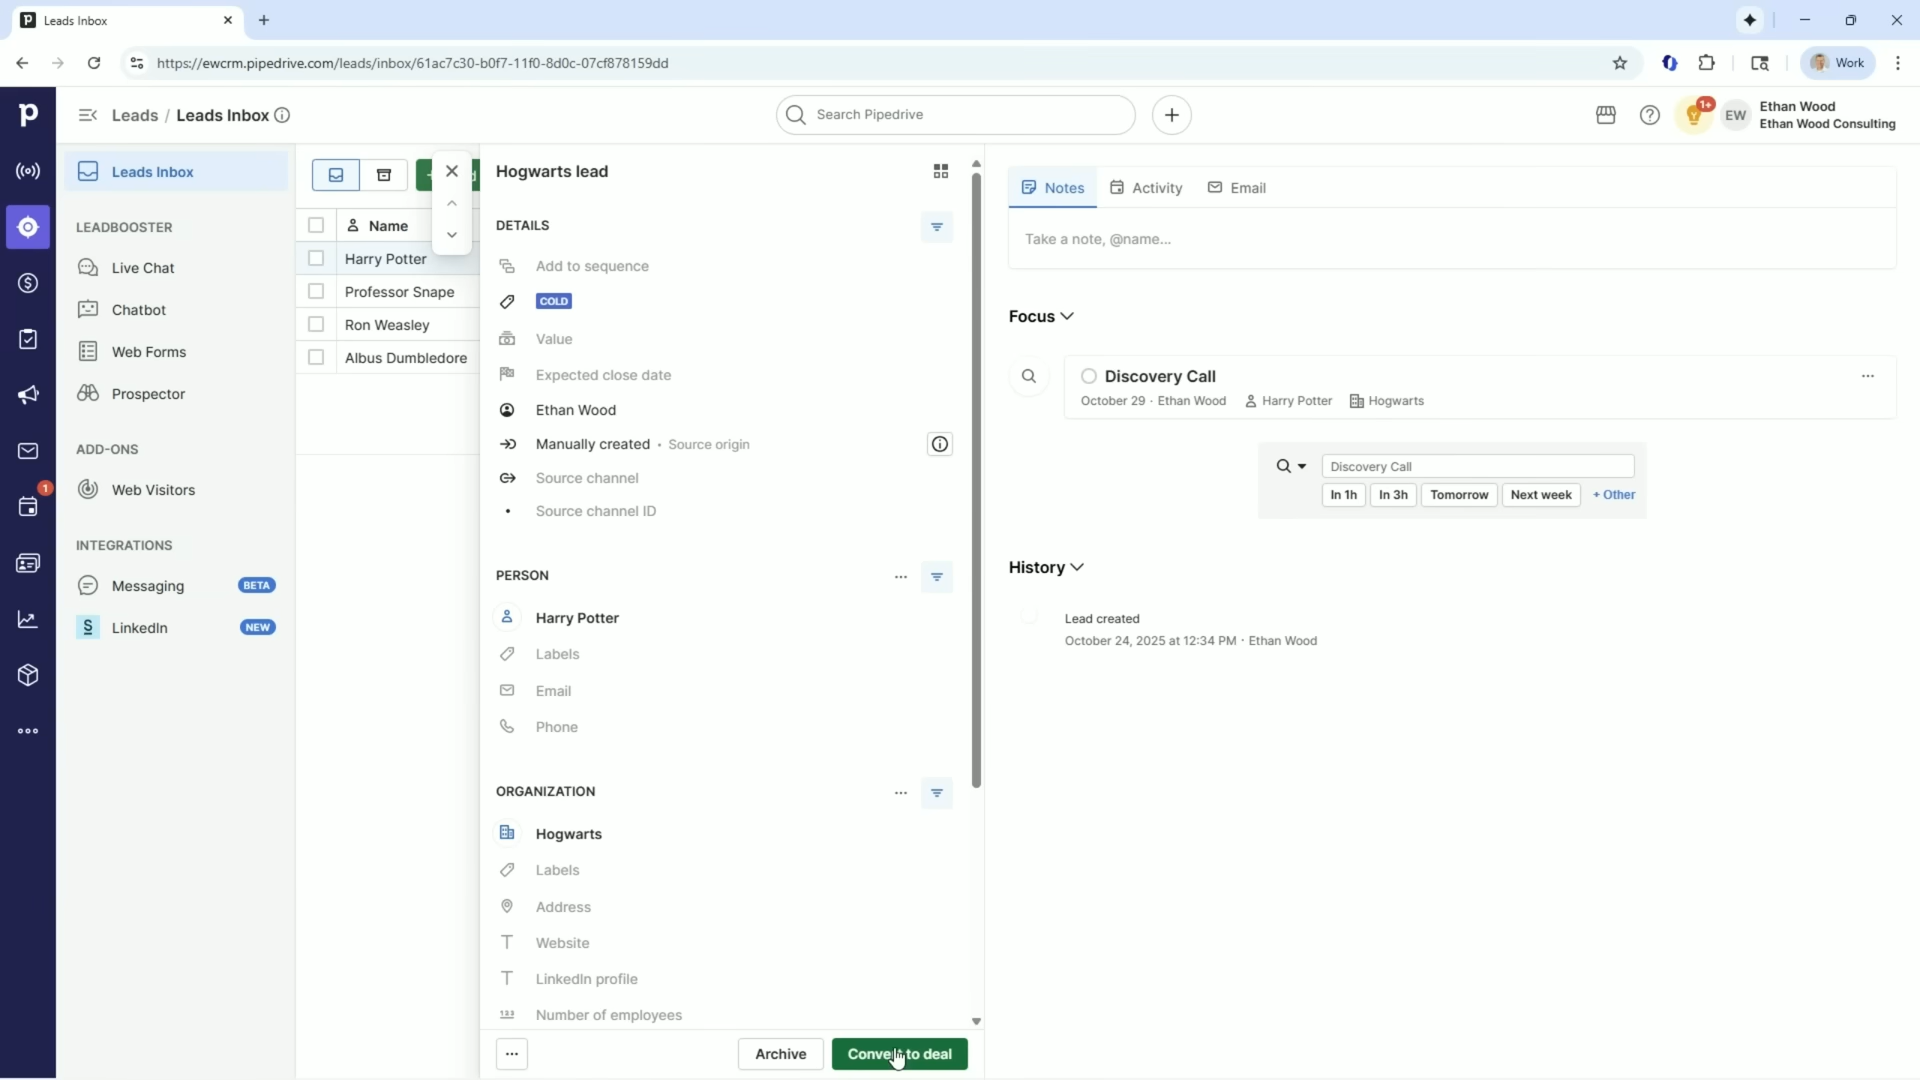 Leads Inbox
https://ewcrm.pipedrive.com/leads/inbox/61ac7c30-b0f7-11f0-8d0c-07cf878159dd
Work
Leads / Leads Inbox
Search Pipedrive
1+
EW
Ethan Wood
Ethan Wood Consulting
1
Leads Inbox
LEADBOOSTER
Live Chat
Chatbot
Web Forms
Prospector
ADD-ONS
Web Visitors
INTEGRATIONS
Messaging BETA
LinkedIn NEW
Name
Harry Potter
Professor Snape
Ron Weasley
Albus Dumbledore
Hogwarts lead
DETAILS
Add to sequence
COLD
Value
Expected close date
Ethan Wood
Manually created • Source origin
Source channel
Source channel ID
PERSON
Harry Potter
Labels
Email
Phone
ORGANIZATION
Hogwarts
Labels
Address
Website
LinkedIn profile
Number of employees
Archive
Convert to deal
Notes
Activity
Email
Take a note, @name...
Focus
Discovery Call
October 29 · Ethan Wood Harry Potter Hogwarts
Discovery Call
In 1h In 3h Tomorrow Next week + Other
History
Lead created
October 24, 2025 at 12:34 PM · Ethan Wood